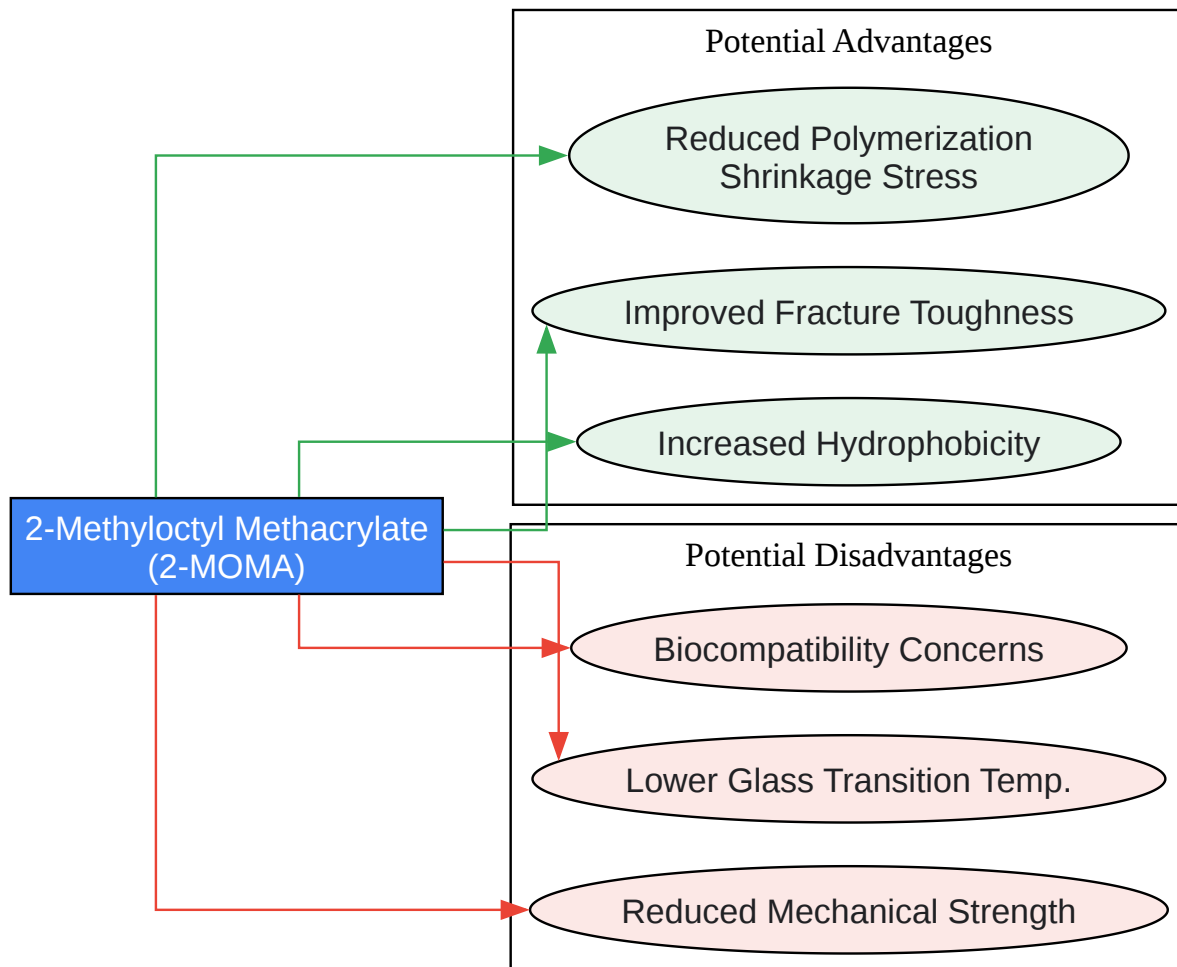 Potential Advantages
Reduced Polymerization
Shrinkage Stress
Improved Fracture Toughness
Increased Hydrophobicity
2-Methyloctyl Methacrylate
(2-MOMA)
Potential Disadvantages
Biocompatibility Concerns
Lower Glass Transition Temp.
Reduced Mechanical Strength